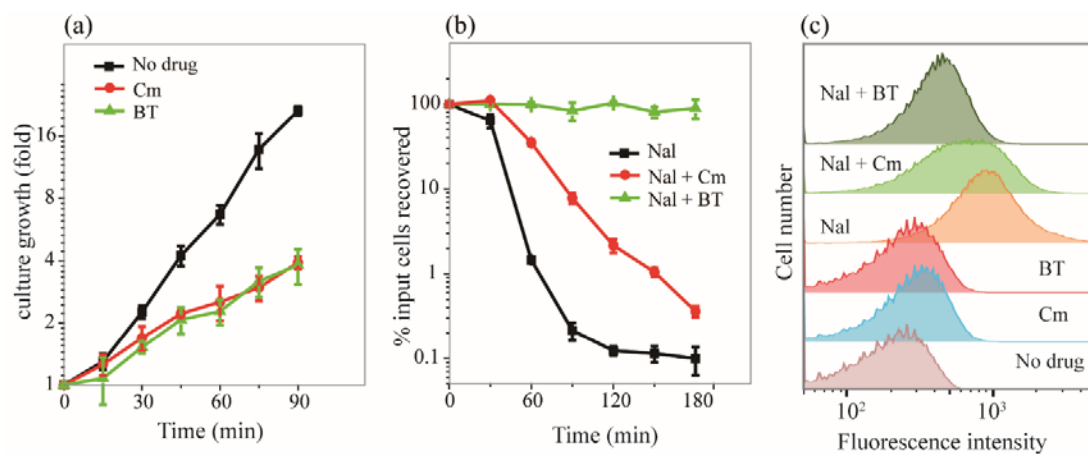 (a)
No drug
Cm
BT
culture growth (fold)
16
8
4
2
1
0 30 60 90
Time (min)
(b)
% input cells recovered
100
10
1
0.1
Nal
Nal + Cm
Nal + BT
0 60 120 180
Time (min)
(c)
Cell number
Nal + BT
Nal + Cm
Nal
BT
Cm
No drug
10² 10³
Fluorescence intensity